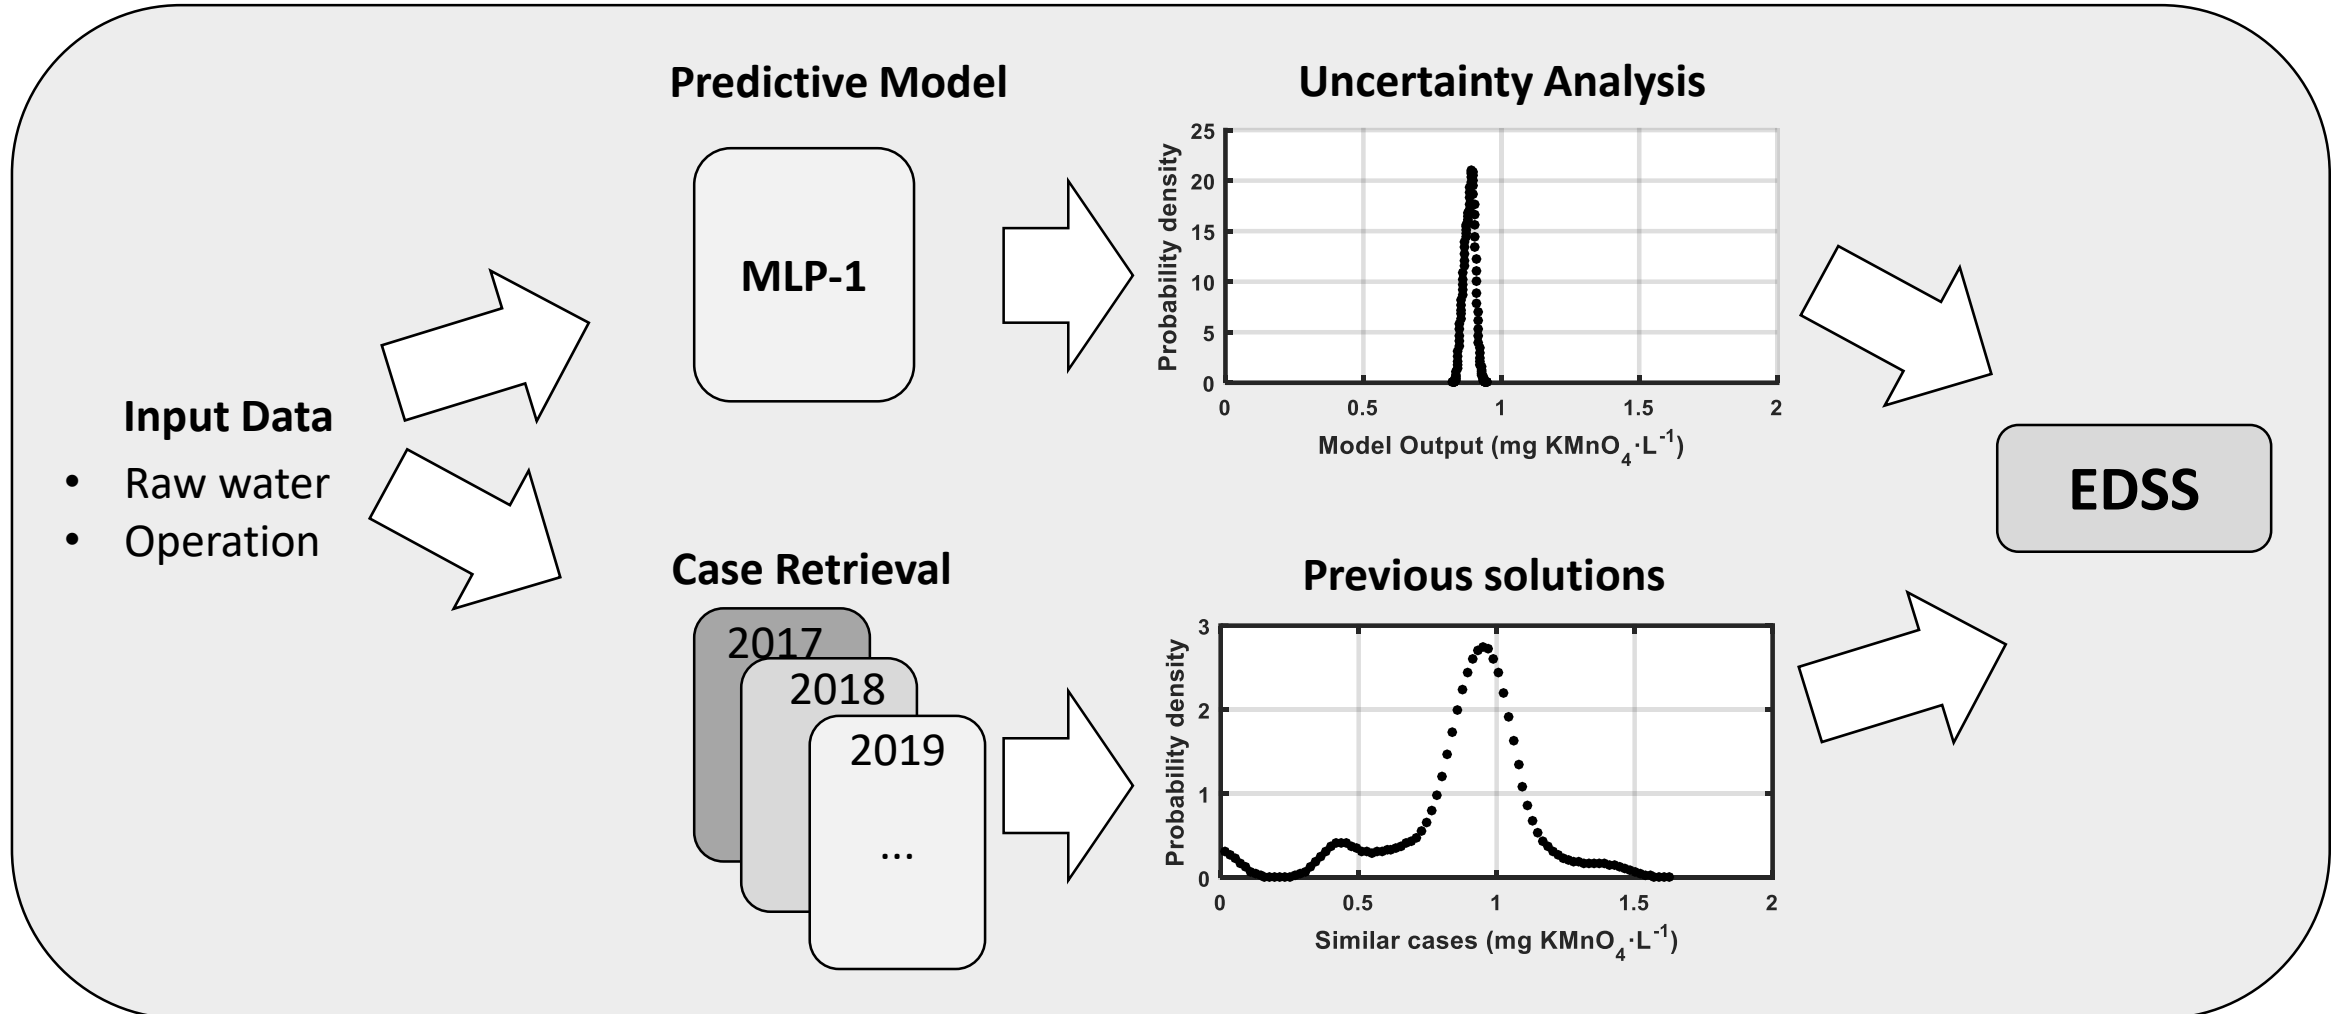 Predictive Model
MLP-1
Uncertainty Analysis
Probability density
25
20
15
10
5
0
0 0.5 1 1.5 2
Model Output (mg KMnO₄·L⁻¹)
Input Data
• Raw water
• Operation
Case Retrieval
2017
2018
2019
...
Previous solutions
Probability density
3
2
1
0
0 0.5 1 1.5 2
Similar cases (mg KMnO₄·L⁻¹)
EDSS